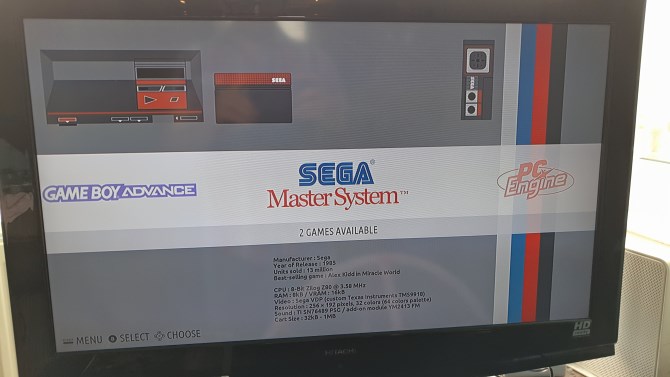 SEGA
SEGA
GAME BOY ADVANCE
SEGA®
Master System™
PC Engine
2 GAMES AVAILABLE
Manufacturer : Sega
Year of Release : 1985
Units sold : 13 million
Best-selling game : Alex Kidd in Miracle World
CPU : 8-Bit Zilog Z80 @ 3.58 MHz
RAM : 8kB / VRAM : 16kB
Video : Sega VDP (custom Texas Instruments TMS9918)
Resolution : 256 × 192 pixels, 32 colors (64 colors palette)
Sound : TI SN76489 PSG / add-on module YM2413 FM
Cart Size : 32kB - 1MB
MENU SELECT CHOOSE
HITACHI
HD